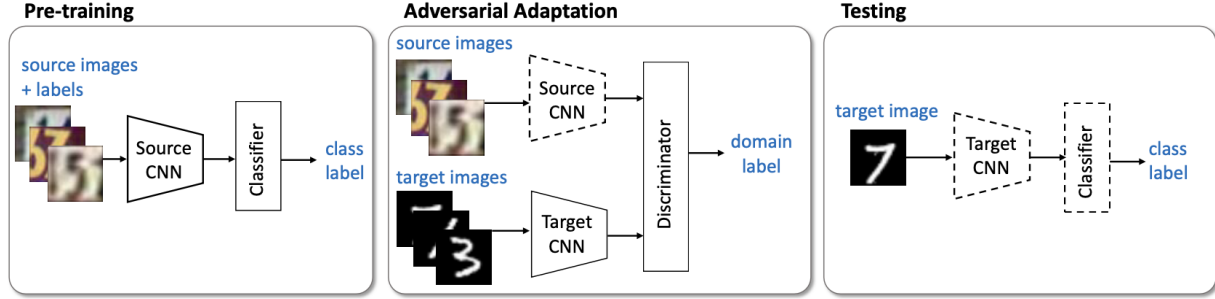 Pre-training
source images
+ labels
Source
CNN
Classifier
class
label
Adversarial Adaptation
source images
Source
CNN
target images
Target
CNN
Discriminator
domain
label
Testing
target image
7
Target
CNN
Classifier
class
label